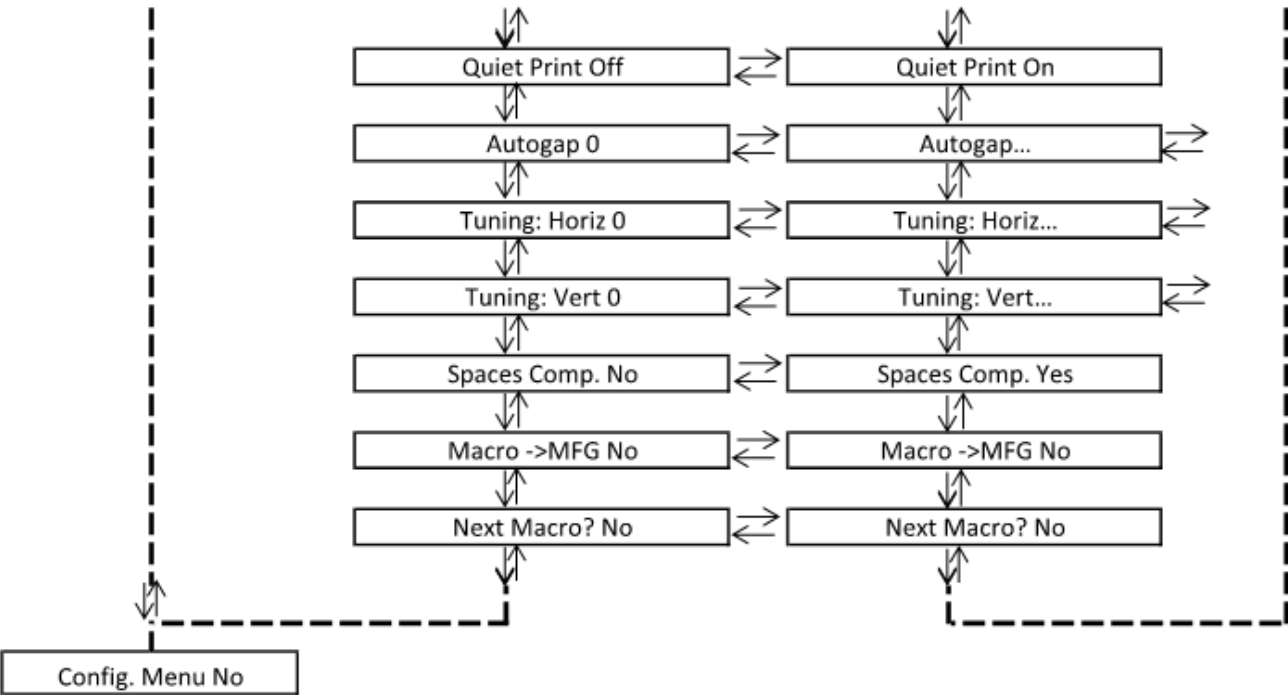 Quiet Print Off
Quiet Print On
Autogap 0
Autogap...
Tuning: Horiz 0
Tuning: Horiz...
Tuning: Vert 0
Tuning: Vert...
Spaces Comp. No
Spaces Comp. Yes
Macro ->MFG No
Macro ->MFG No
Next Macro? No
Next Macro? No
Config. Menu No